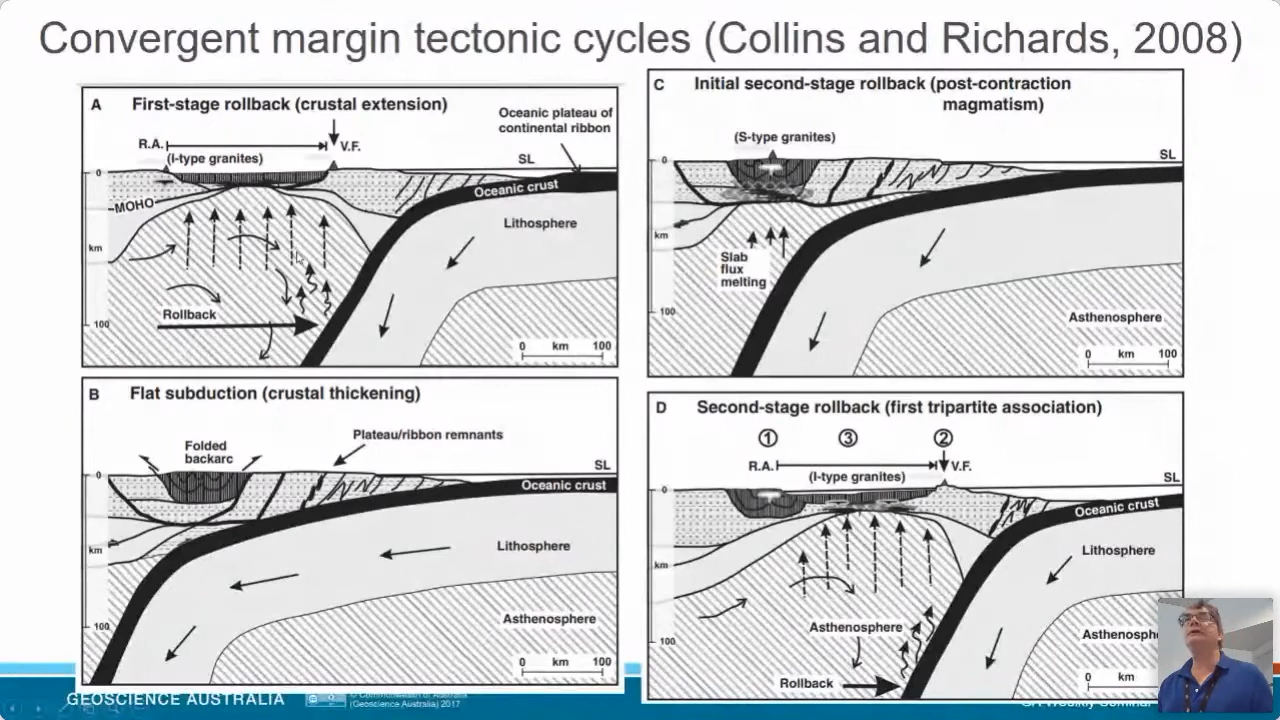 Convergent margin tectonic cycles (Collins and Richards, 2008)
A First-stage rollback (crustal extension)
Oceanic plateau of
continental ribbon
R.A. V.F.
(I-type granites)
SL
0
Oceanic crust
MOHO
Lithosphere
km
Rollback
100
0 km 100
B Flat subduction (crustal thickening)
Folded
backarc
Plateau/ribbon remnants
SL
0
Oceanic crust
km
Lithosphere
Asthenosphere
100
0 km 100
C Initial second-stage rollback (post-contraction
magmatism)
(S-type granites)
SL
0
km
Slab
flux
melting
100
Asthenosphere
0 km 100
D Second-stage rollback (first tripartite association)
1 3 2
R.A. V.F.
(I-type granites)
SL
0
Oceanic crust
Lithosphere
km
Asthenosphere
100
Rollback
0 km
GEOSCIENCE AUSTRALIA
© Commonwealth of Australia
(Geoscience Australia) 2017